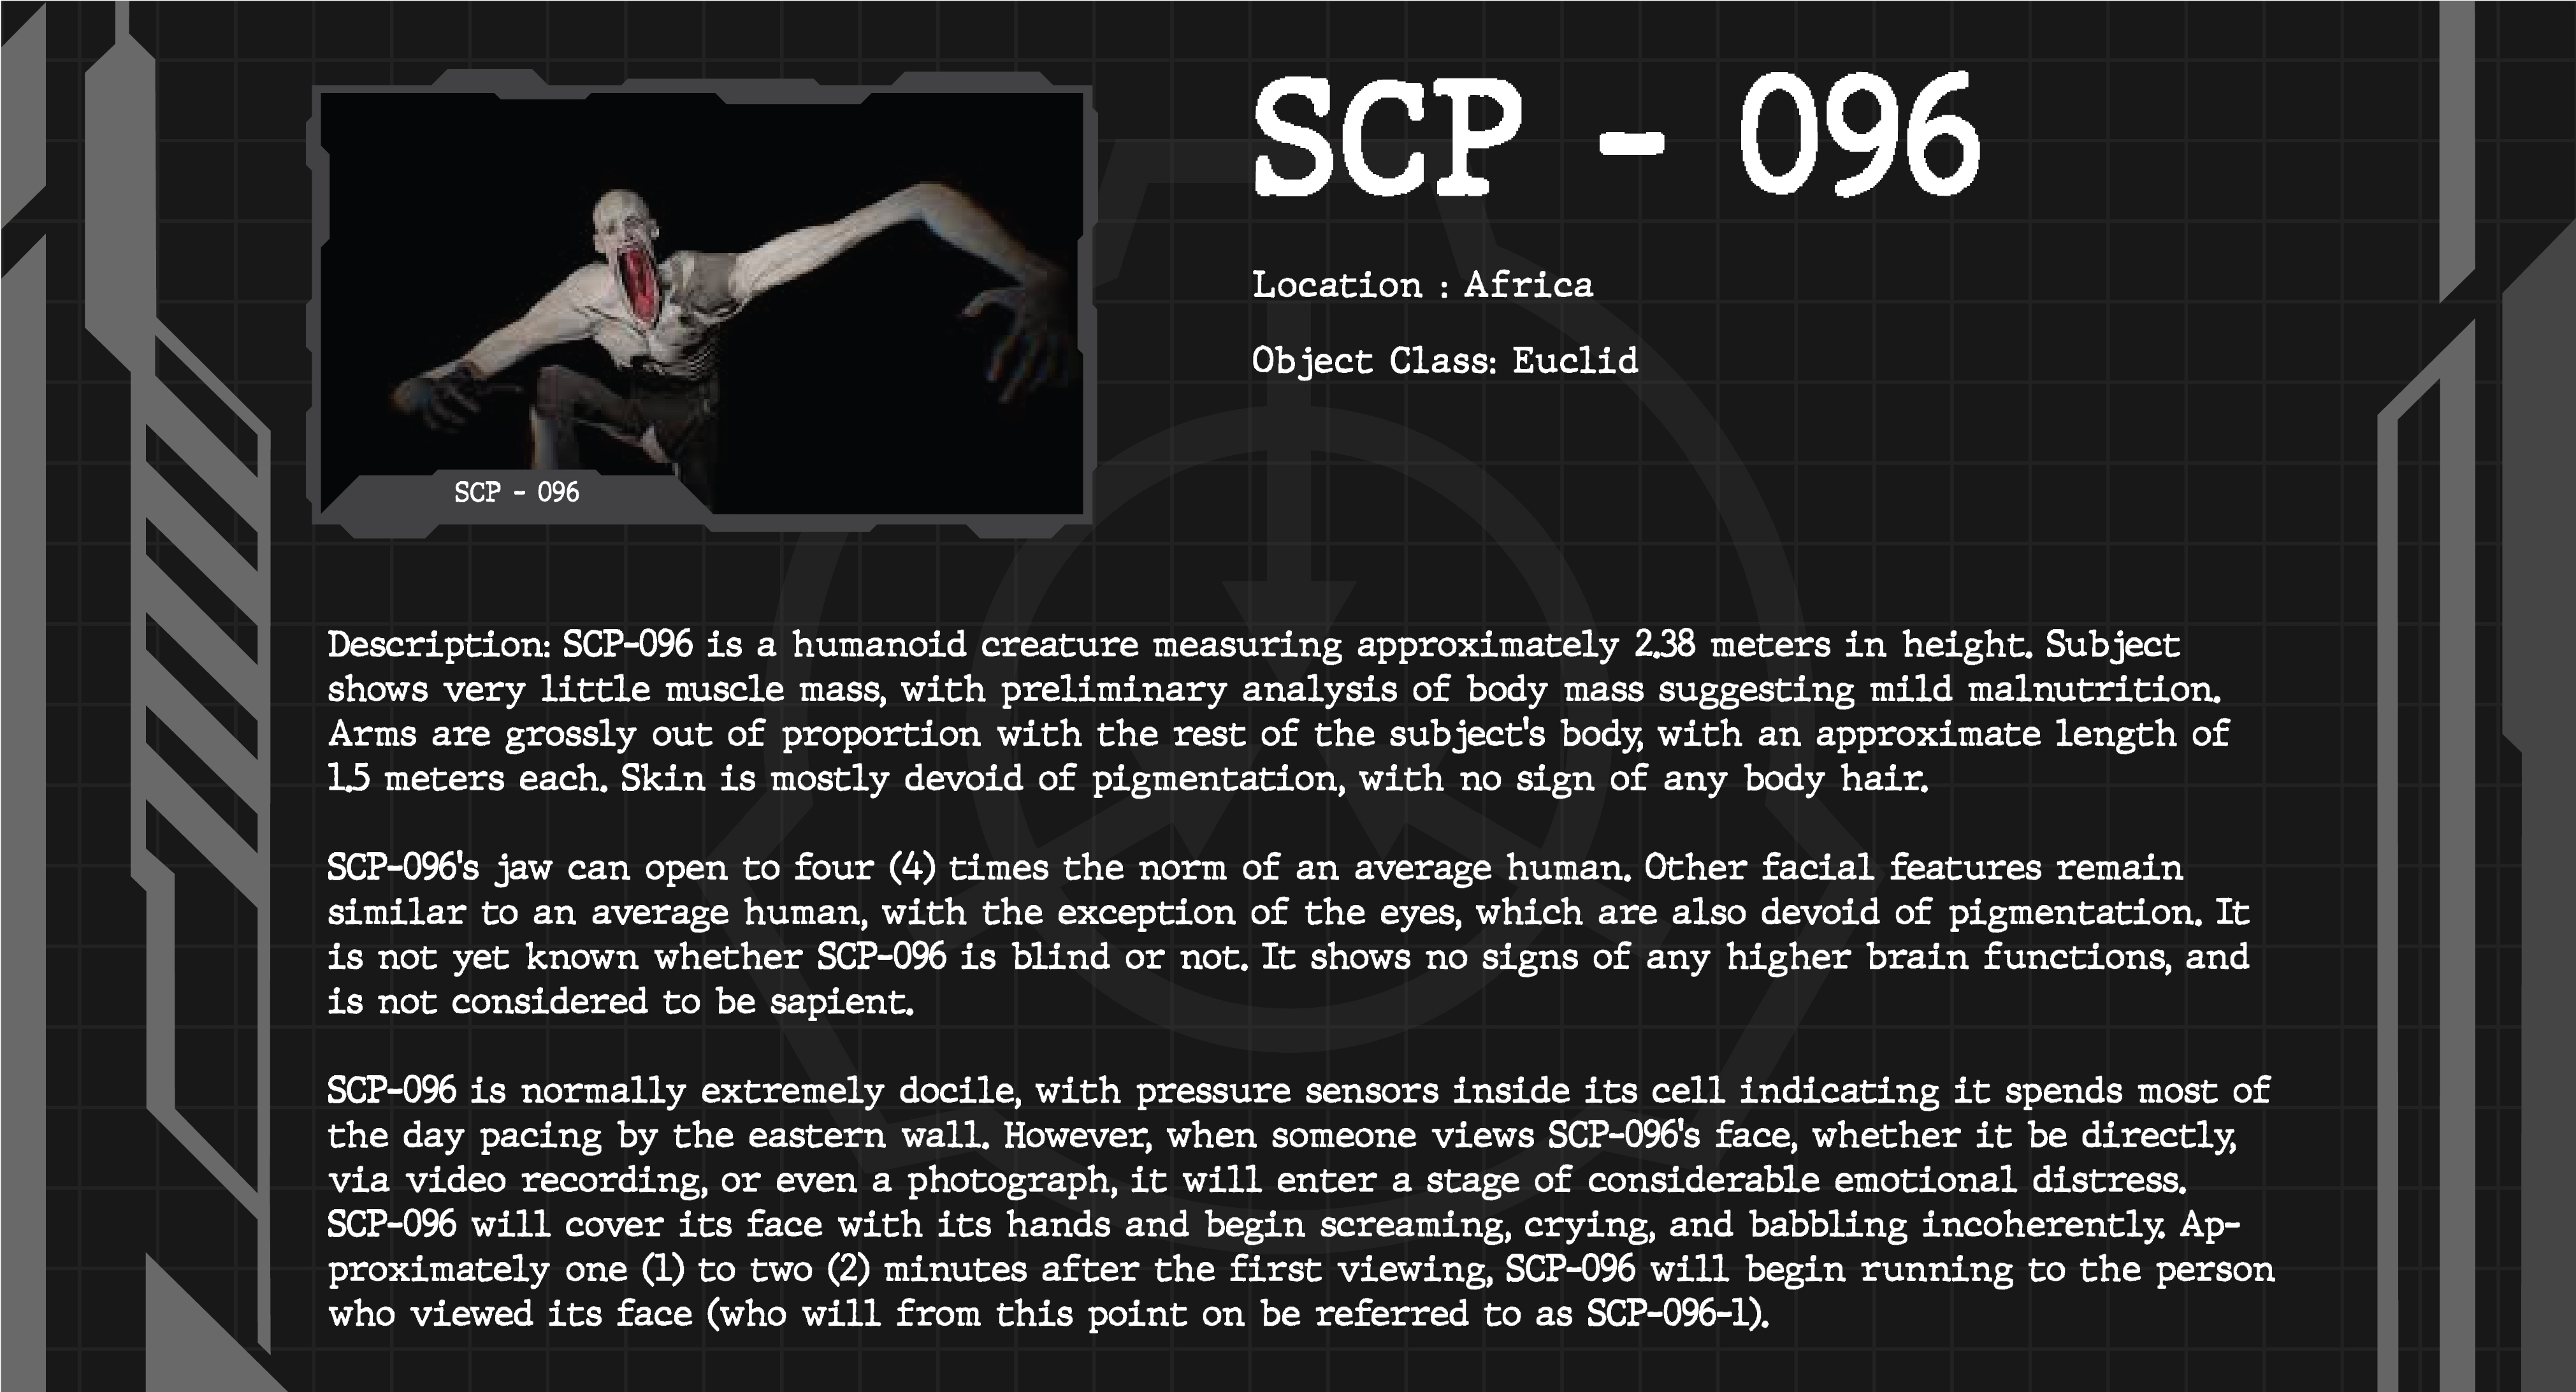 SCP - 096
Location : Africa
Object Class: Euclid
SCP - 096
Description: SCP-096 is a humanoid creature measuring approximately 2.38 meters in height. Subject
shows very little muscle mass, with preliminary analysis of body mass suggesting mild malnutrition.
Arms are grossly out of proportion with the rest of the subject's body, with an approximate length of
1.5 meters each. Skin is mostly devoid of pigmentation, with no sign of any body hair.
SCP-096's jaw can open to four (4) times the norm of an average human. Other facial features remain
similar to an average human, with the exception of the eyes, which are also devoid of pigmentation. It
is not yet known whether SCP-096 is blind or not. It shows no signs of any higher brain functions, and
is not considered to be sapient.
SCP-096 is normally extremely docile, with pressure sensors inside its cell indicating it spends most of
the day pacing by the eastern wall. However, when someone views SCP-096's face, whether it be directly,
via video recording, or even a photograph, it will enter a stage of considerable emotional distress.
SCP-096 will cover its face with its hands and begin screaming, crying, and babbling incoherently. Ap-
proximately one (1) to two (2) minutes after the first viewing, SCP-096 will begin running to the person
who viewed its face (who will from this point on be referred to as SCP-096-1).